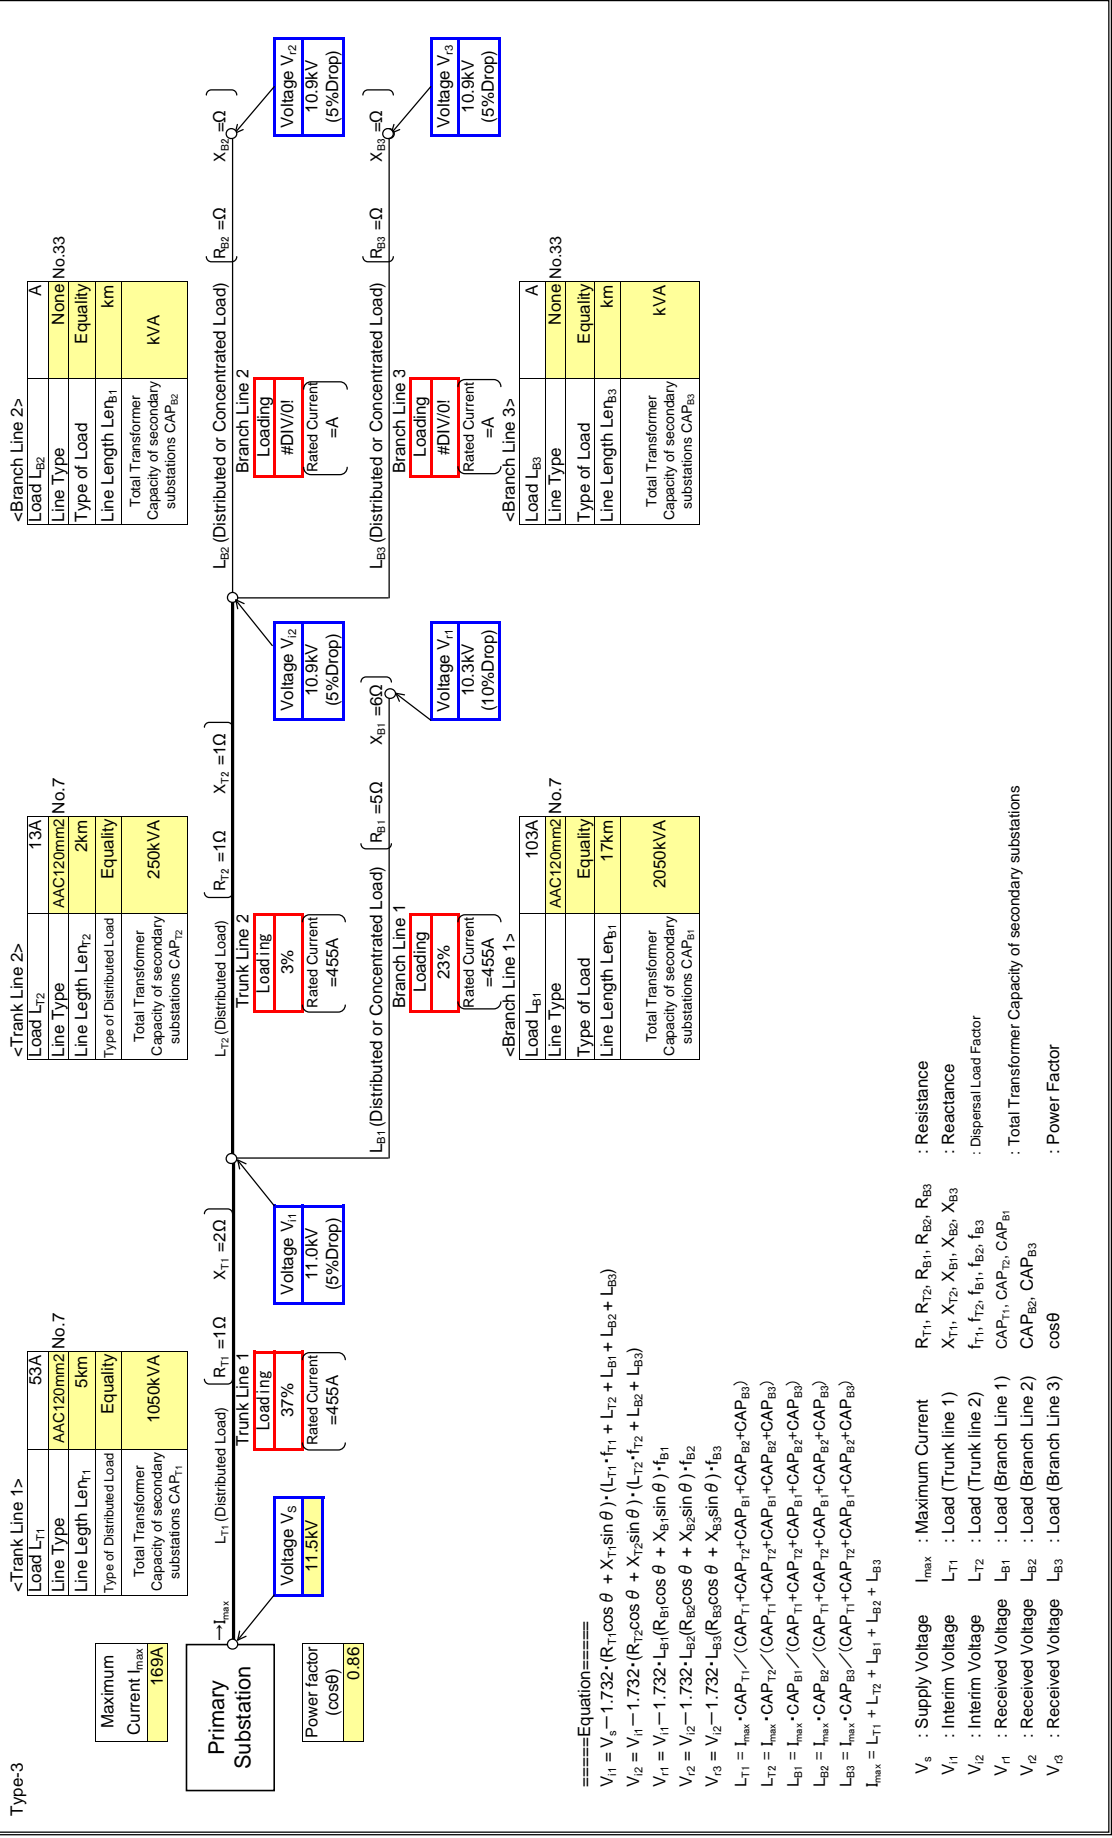 Type-3
Maximum
Current Imax
169A
Primary
Substation
Power factor
(cosθ)
0.86
→Imax
Voltage VS
11.5kV
<Trank Line 1>
Load LT1 53A
Line Type AAC120mm2 No.7
Line Length LenT1 5km
Type of Distributed Load Equality
Total Transformer
Capacity of secondary
substations CAPT1
1050kVA
LT1 (Distributed Load) RT1 =1Ω XT1 =2Ω
Trunk Line 1
Loading
37%
Rated Current
=455A
Voltage Vi1
11.0kV
(5%Drop)
<Trank Line 2>
Load LT2 13A
Line Type AAC120mm2 No.7
Line Legth LenT2 2km
Type of Distributed Load Equality
Total Transformer
Capacity of secondary
substations CAPT2
250kVA
LT2 (Distributed Load) RT2 =1Ω XT2 =1Ω
Trunk Line 2
Loading
3%
Rated Current
=455A
Voltage Vi2
10.9kV
(5%Drop)
LB1 (Distributed or Concentrated Load) RB1 =5Ω XB1 =6Ω
Branch Line 1
Loading
23%
Rated Current
=455A
Voltage Vr1
10.3kV
(10%Drop)
<Branch Line 1>
Load LB1 103A
Line Type AAC120mm2 No.7
Type of Load Equality
Line Length LenB1 17km
Total Transformer
Capacity of secondary
substations CAPB1
2050kVA
<Branch Line 2>
Load LB2 A
Line Type None No.33
Type of Load Equality
Line Length LenB1 km
Total Transformer
Capacity of secondary
substations CAPB2
kVA
LB2 (Distributed or Concentrated Load) RB2 =Ω XB2 =Ω
Branch Line 2
Loading
#DIV/0!
Rated Current
=A
Voltage Vr2
10.9kV
(5%Drop)
LB3 (Distributed or Concentrated Load) RB3 =Ω XB3 =Ω
Branch Line 3
Loading
#DIV/0!
Rated Current
=A
Voltage Vr3
10.9kV
(5%Drop)
<Branch Line 3>
Load LB3 A
Line Type None No.33
Type of Load Equality
Line Length LenB3 km
Total Transformer
Capacity of secondary
substations CAPB3
kVA
=====Equation=====
Vi1 = Vs－1.732・(RT1cos θ + XT1sin θ)・(LT1・fT1 + LT2 + LB1 + LB2 + LB3)
Vi2 = Vi1－1.732・(RT2cos θ + XT2sin θ)・(LT2・fT2 + LB2 + LB3)
Vr1 = Vi1－1.732・LB1(RB1cos θ + XB1sin θ)・fB1
Vr2 = Vi2－1.732・LB2(RB2cos θ + XB2sin θ)・fB2
Vr3 = Vi2－1.732・LB3(RB3cos θ + XB3sin θ)・fB3
LT1 = Imax・CAPT1／(CAPT1+CAPT2+CAPB1+CAPB2+CAPB3)
LT2 = Imax・CAPT2／(CAPT1+CAPT2+CAPB1+CAPB2+CAPB3)
LB1 = Imax・CAPB1／(CAPT1+CAPT2+CAPB1+CAPB2+CAPB3)
LB2 = Imax・CAPB2／(CAPT1+CAPT2+CAPB1+CAPB2+CAPB3)
LB3 = Imax・CAPB3／(CAPT1+CAPT2+CAPB1+CAPB2+CAPB3)
Imax = LT1 + LT2 + LB1 + LB2 + LB3
Vs : Supply Voltage Imax : Maximum Current RT1, RT2, RB1, RB2, RB3 : Resistance
Vi1 : Interim Voltage LT1 : Load (Trunk line 1) XT1, XT2, XB1, XB2, XB3 : Reactance
Vi2 : Interim Voltage LT2 : Load (Trunk line 2) fT1, fT2, fB1, fB2, fB3 : Dispersal Load Factor
Vr1 : Received Voltage LB1 : Load (Branch Line 1) CAPT1, CAPT2, CAPB1 : Total Transformer Capacity of secondary substations
Vr2 : Received Voltage LB2 : Load (Branch Line 2) CAPB2, CAPB3
Vr3 : Received Voltage LB3 : Load (Branch Line 3) cosθ : Power Factor